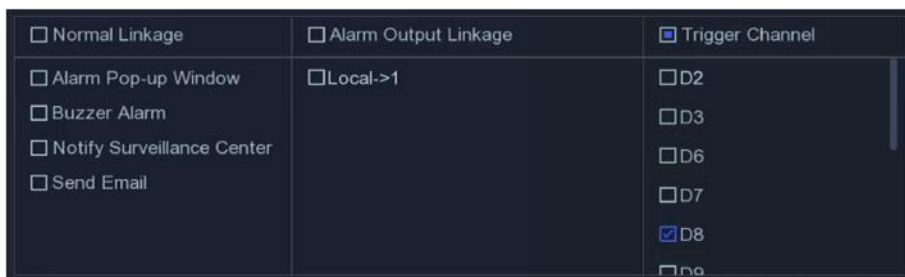 Normal Linkage
Alarm Output Linkage
Trigger Channel
Alarm Pop-up Window
Buzzer Alarm
Notify Surveillance Center
Send Email
Local->1
D2
D3
D6
D7
D8
D9